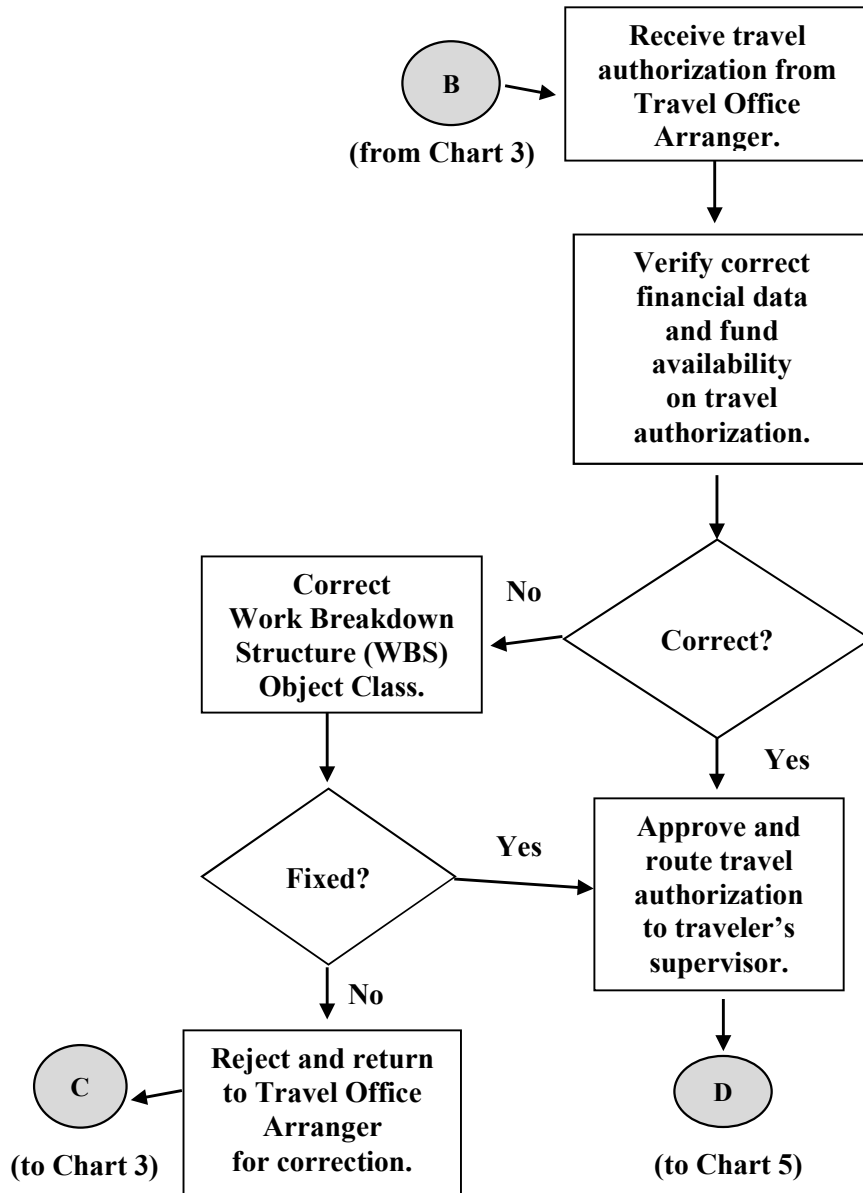 B
(from Chart 3)
Receive travel
authorization from
Travel Office
Arranger.
Verify correct
financial data
and fund
availability
on travel
authorization.
Correct?
No
Yes
Correct
Work Breakdown
Structure (WBS)
Object Class.
Fixed?
Yes
No
Approve and
route travel
authorization
to traveler’s
supervisor.
Reject and return
to Travel Office
Arranger
for correction.
C
(to Chart 3)
D
(to Chart 5)